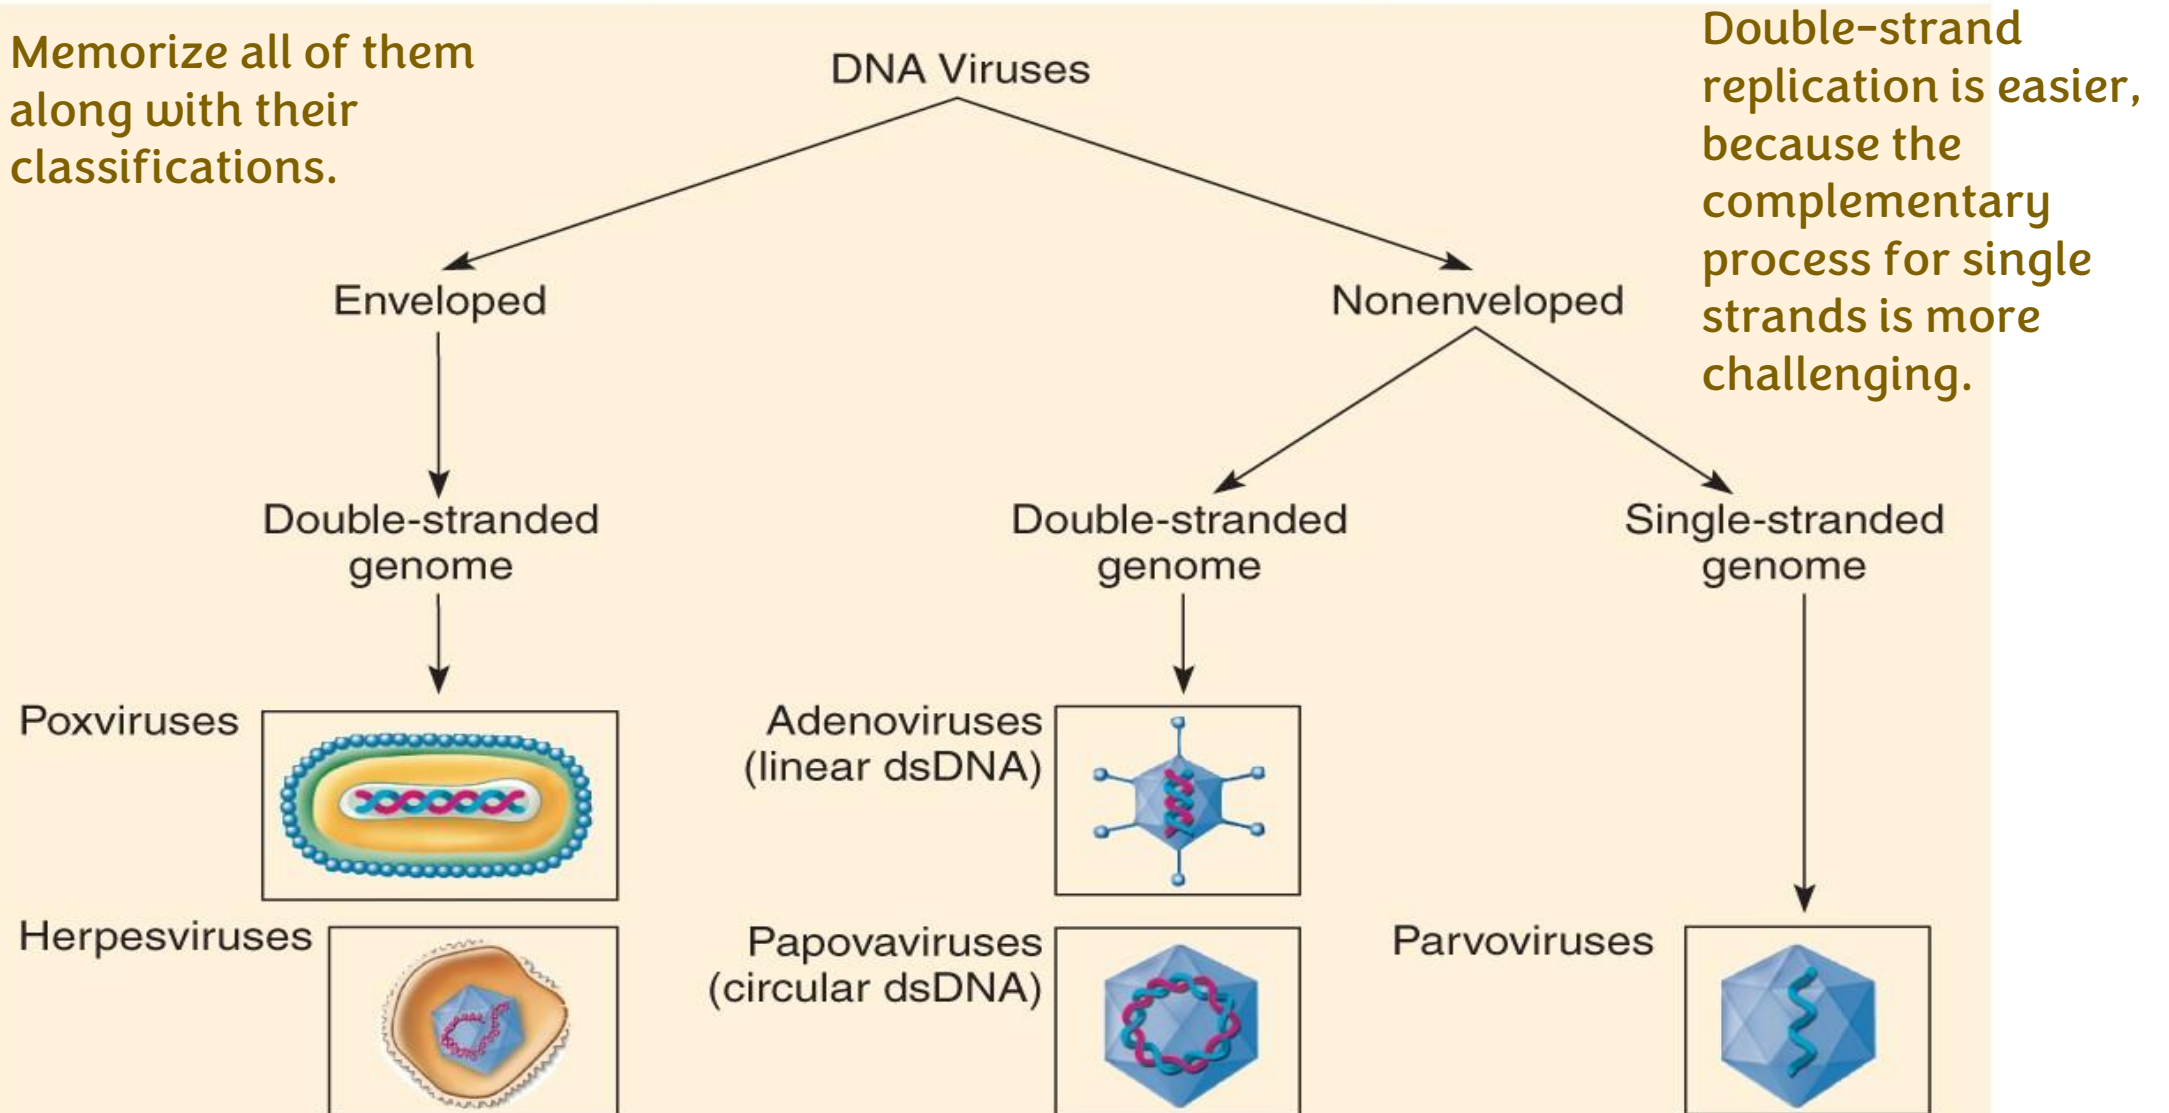 Memorize all of them
along with their
classifications.
DNA Viruses
Double-strand
replication is easier,
because the
complementary
process for single
strands is more
challenging.
Enveloped
Nonenveloped
Double-stranded
genome
Double-stranded
genome
Single-stranded
genome
Poxviruses
Adenoviruses
(linear dsDNA)
Herpesviruses
Papovaviruses
(circular dsDNA)
Parvoviruses